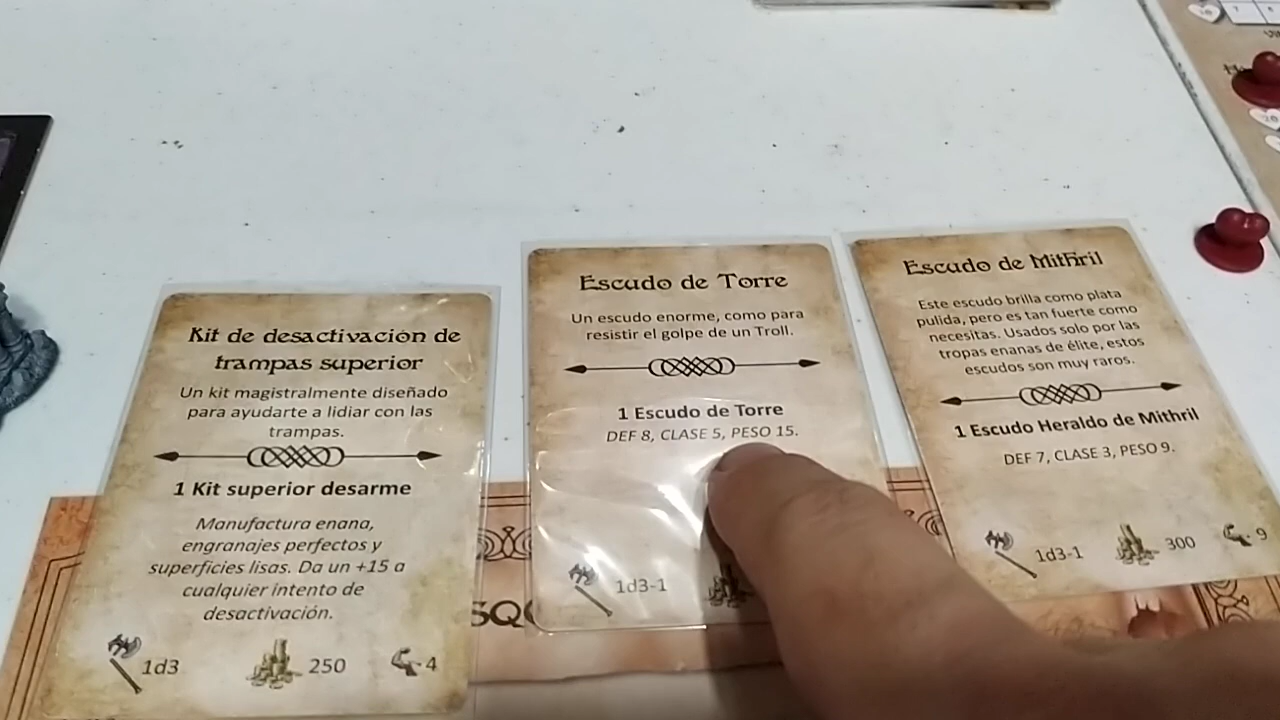 Kit de desactivación de
trampas superior
Un kit magistralmente diseñado
para ayudarte a lidiar con las
trampas.
1 Kit superior desarme
Manufactura enana,
engranajes perfectos y
superficies lisas. Da un +15 a
cualquier intento de
desactivación.
1d3
250
4
Escudo de Torre
Un escudo enorme, como para
resistir el golpe de un Troll.
1 Escudo de Torre
DEF 8, CLASE 5, PESO 15.
1d3-1
Escudo de Mithril
Este escudo brilla como plata
pulida, pero es tan fuerte como
necesitas. Usados solo por las
tropas enanas de élite, estos
escudos son muy raros.
1 Escudo Heraldo de Mithril
DEF 7, CLASE 3, PESO 9.
1d3-1
300
9